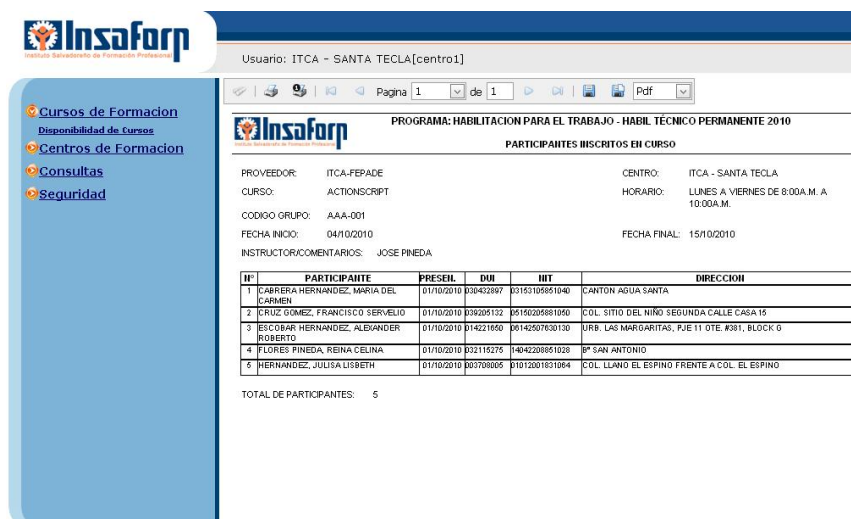 Insaforp
Instituto Salvadoreño de Formación Profesional
Usuario: ITCA - SANTA TECLA[centro1]
Pagina 1 de 1 Pdf
Cursos de Formacion
Disponibilidad de Cursos
Centros de Formacion
Consultas
Seguridad
Insaforp
Instituto Salvadoreño de Formación Profesional
PROGRAMA: HABILITACION PARA EL TRABAJO - HABIL TÉCNICO PERMANENTE 2010
PARTICIPANTES INSCRITOS EN CURSO
PROVEEDOR: ITCA-FEPADE CENTRO: ITCA - SANTA TECLA
CURSO: ACTIONSCRIPT HORARIO: LUNES A VIERNES DE 8:00A.M. A
10:00A.M.
CODIGO GRUPO: AAA-001
FECHA INICIO: 04/10/2010 FECHA FINAL: 15/10/2010
INSTRUCTOR/COMENTARIOS: JOSE PINEDA
Nº PARTICIPANTE PRESEN. DUI NIT DIRECCION
1 CABRERA HERNANDEZ, MARIA DEL 01/10/2010 030432897 03153105851040 CANTON AGUA SANTA
CARMEN
2 CRUZ GOMEZ, FRANCISCO SERVELIO 01/10/2010 039205132 05150205881050 COL. SITIO DEL NIÑO SEGUNDA CALLE CASA 15
3 ESCOBAR HERNANDEZ, ALEXANDER 01/10/2010 014221650 06142507630130 URB. LAS MARGARITAS, PJE 11 OTE. #381, BLOCK G
ROBERTO
4 FLORES PINEDA, REINA CELINA 01/10/2010 032115275 14042208851028 Bº SAN ANTONIO
5 HERNANDEZ, JULISA LISBETH 01/10/2010 003708005 01012001831064 COL. LLANO EL ESPINO FRENTE A COL. EL ESPINO
TOTAL DE PARTICIPANTES: 5